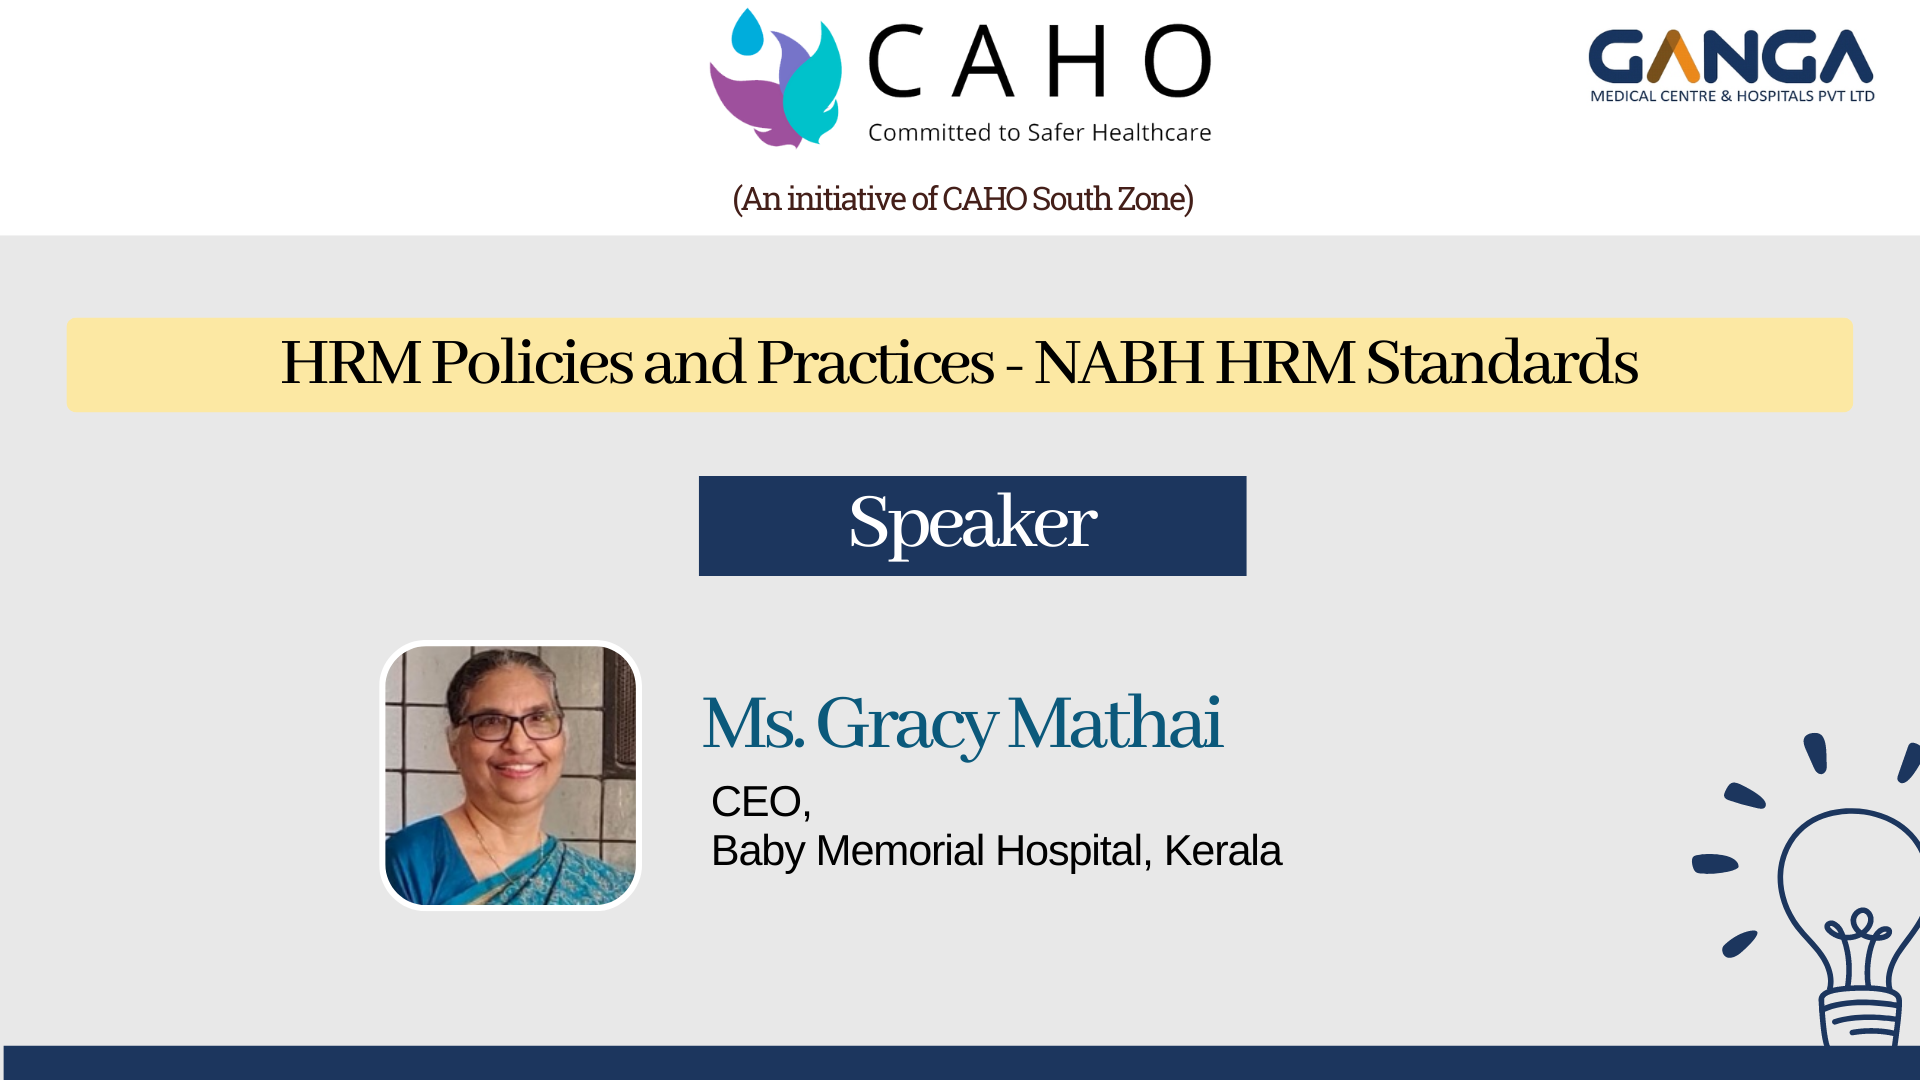 CAHO
Committed to Safer Healthcare
GANGA
MEDICAL CENTRE & HOSPITALS PVT LTD
(An initiative of CAHO South Zone)
HRM Policies and Practices - NABH HRM Standards
Speaker
Ms. Gracy Mathai
CEO,
Baby Memorial Hospital, Kerala